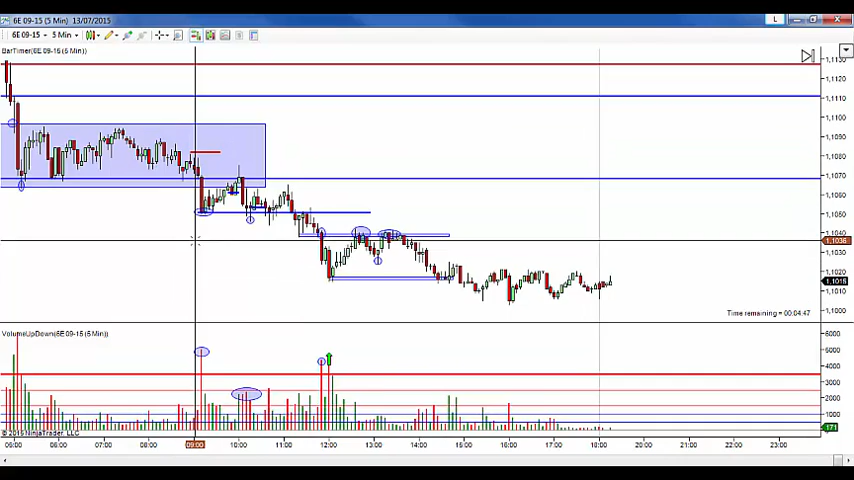 6E 09-15 (5 Min) 13/07/2015
L
6E 09-15
5 Min
BarTimer(6E 09-15 (5 Min))
1,1130
1,1120
1,1110
1,1100
1,1090
1,1080
1,1070
1,1060
1,1050
1,1040
1,1036
1,1030
1,1020
1,1015
1,1010
1,1000
Time remaining = 00:04:47
VolumeUpDown(6E 09-15 (5 Min))
6000
5000
4000
3000
2000
1000
171
© 2015 NinjaTrader, LLC
06:00 07:00 08:00 09:00 10:00 11:00 12:00 13:00 14:00 15:00 16:00 17:00 18:00 19:00 20:00 21:00 22:00 23:00